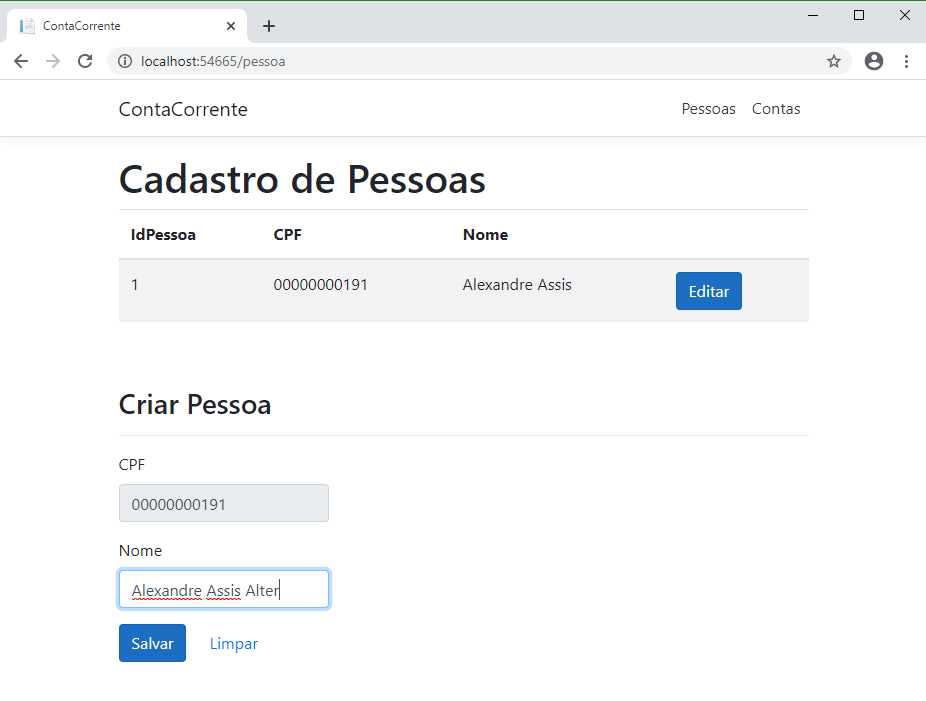 ContaCorrente
localhost:54665/pessoa
ContaCorrente Pessoas Contas
Cadastro de Pessoas
IdPessoa CPF Nome
1 00000000191 Alexandre Assis Editar
Criar Pessoa
CPF
00000000191
Nome
Alexandre Assis Alter
Salvar Limpar